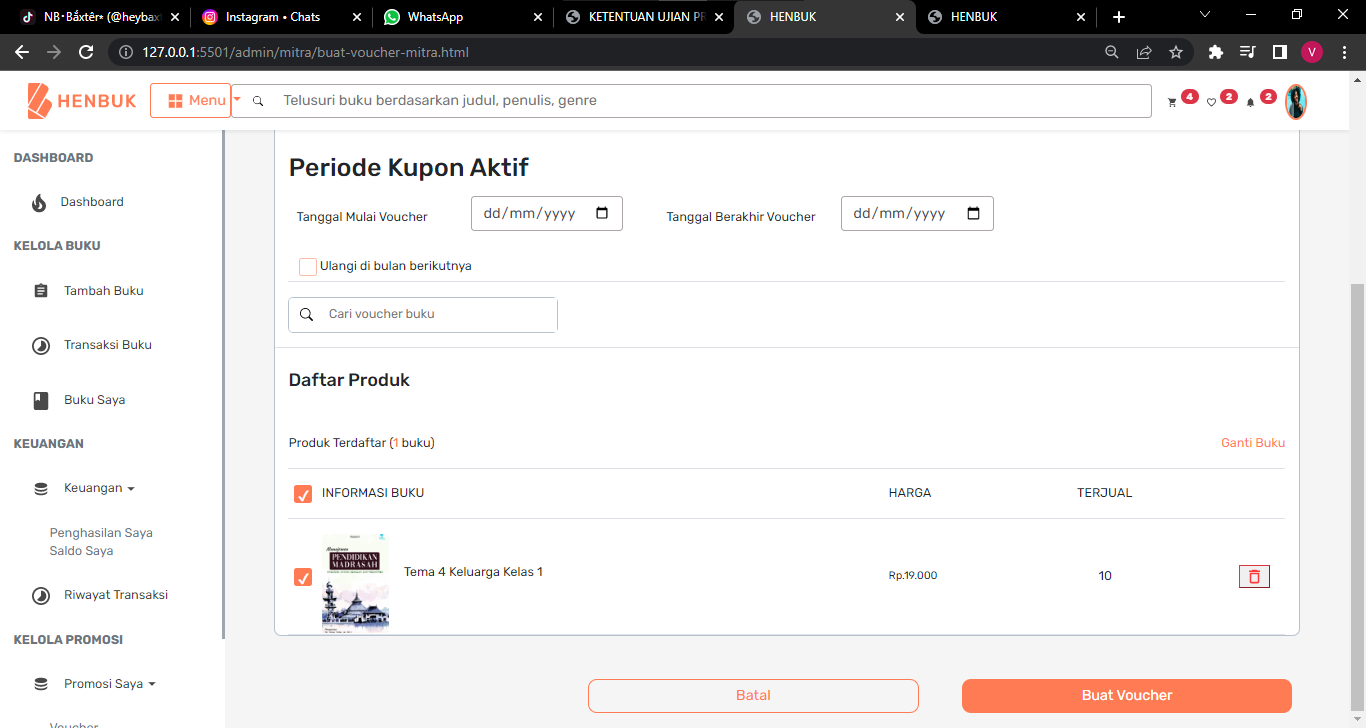 NB•Bắxtêr٭ (@heybaxt
Instagram • Chats
WhatsApp
KETENTUAN UJIAN PR
HENBUK
HENBUK
127.0.0.1:5501/admin/mitra/buat-voucher-mitra.html
V
HENBUK
Menu
Telusuri buku berdasarkan judul, penulis, genre
4
2
2
DASHBOARD
Dashboard
KELOLA BUKU
Tambah Buku
Transaksi Buku
Buku Saya
KEUANGAN
Keuangan
Penghasilan Saya
Saldo Saya
Riwayat Transaksi
KELOLA PROMOSI
Promosi Saya
Voucher
Periode Kupon Aktif
Tanggal Mulai Voucher
dd/mm/yyyy
Tanggal Berakhir Voucher
dd/mm/yyyy
Ulangi di bulan berikutnya
Cari voucher buku
Daftar Produk
Produk Terdaftar (1 buku)
Ganti Buku
INFORMASI BUKU
HARGA
TERJUAL
Manajemen
PENDIDIKAN
MADRASAH
Tema 4 Keluarga Kelas 1
Rp.19.000
10
Batal
Buat Voucher